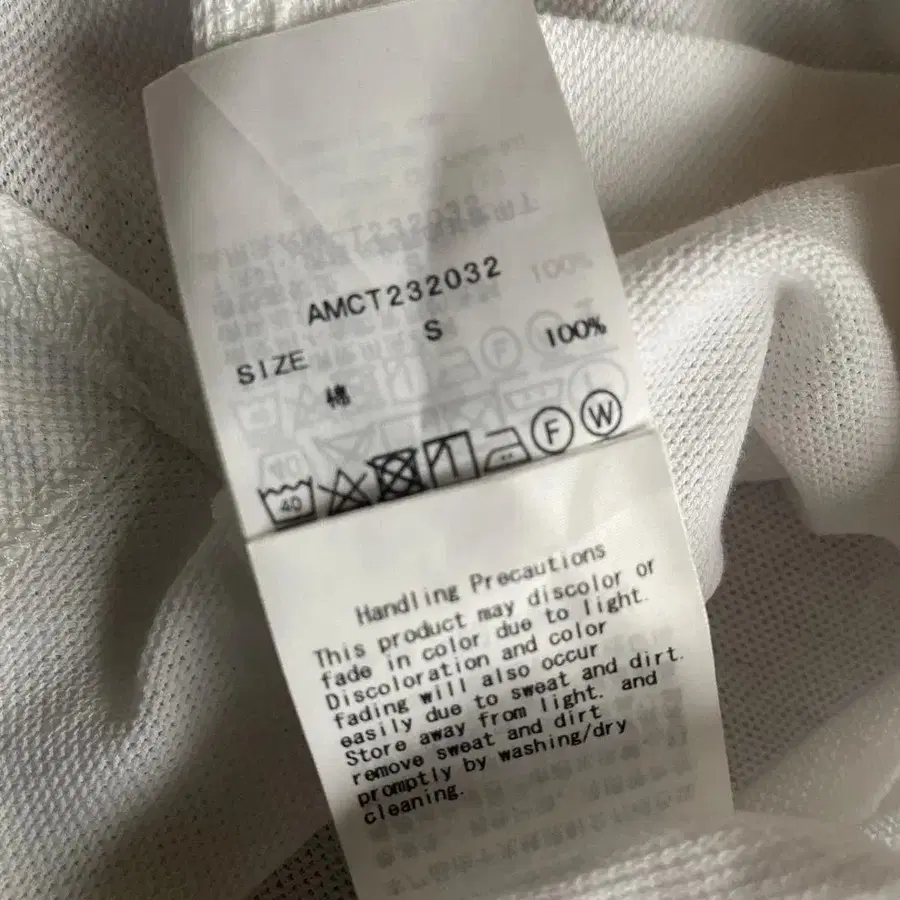 AMCT232032
SIZE S
綿 100%
40 F W
Handling Precautions
This product may discolor or
fade in color due to light.
Discoloration and color
fading will also occur
easily due to sweat and dirt.
Store away from light. and
remove sweat and dirt
promptly by washing/dry
cleaning.